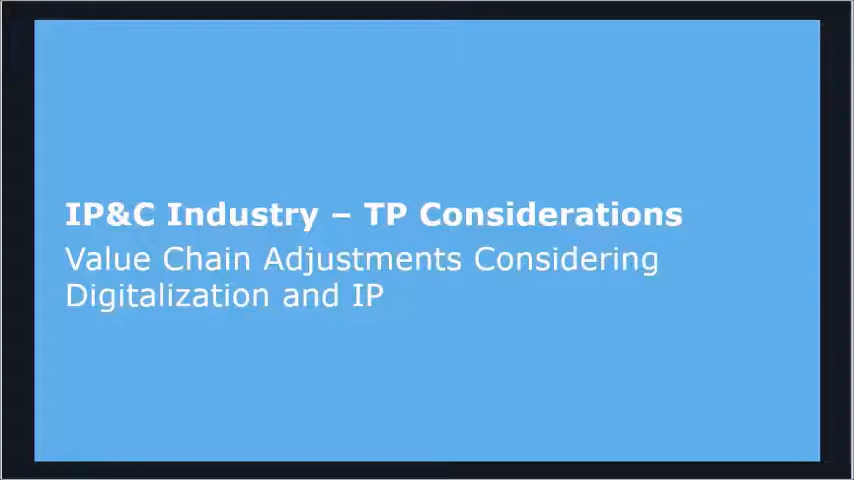 IP&C Industry – TP Considerations
Value Chain Adjustments Considering
Digitalization and IP